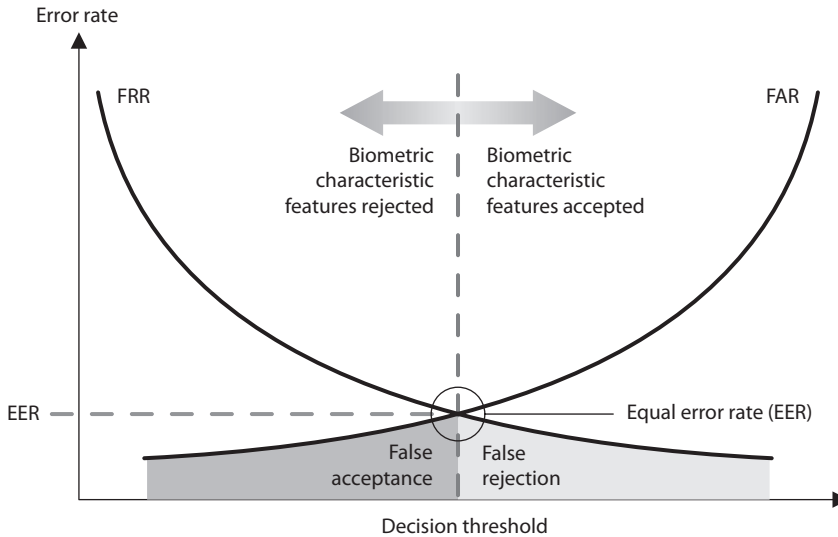 Error rate
FRR
FAR
Biometric
characteristic
features rejected
Biometric
characteristic
features accepted
EER
Equal error rate (EER)
False
acceptance
False
rejection
Decision threshold